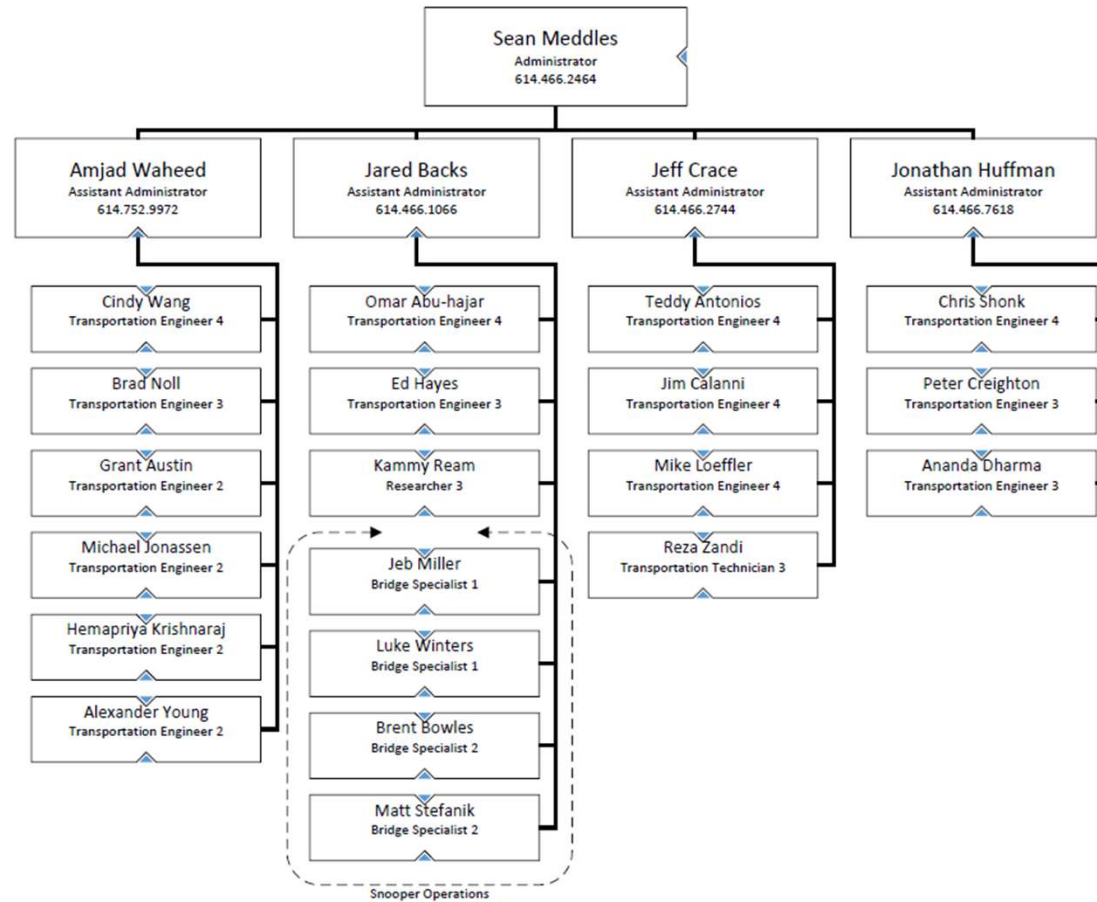 Sean Meddles
Administrator
614.466.2464
Amjad Waheed
Assistant Administrator
614.752.9972
Jared Backs
Assistant Administrator
614.466.1066
Jeff Crace
Assistant Administrator
614.466.2744
Jonathan Huffman
Assistant Administrator
614.466.7618
Cindy Wang
Transportation Engineer 4
Brad Noll
Transportation Engineer 3
Grant Austin
Transportation Engineer 2
Michael Jonassen
Transportation Engineer 2
Hemapriya Krishnaraj
Transportation Engineer 2
Alexander Young
Transportation Engineer 2
Omar Abu-hajar
Transportation Engineer 4
Ed Hayes
Transportation Engineer 3
Kammy Ream
Researcher 3
Jeb Miller
Bridge Specialist 1
Luke Winters
Bridge Specialist 1
Brent Bowles
Bridge Specialist 2
Matt Stefanik
Bridge Specialist 2
Snooper Operations
Teddy Antonios
Transportation Engineer 4
Jim Calanni
Transportation Engineer 4
Mike Loeffler
Transportation Engineer 4
Reza Zandi
Transportation Technician 3
Chris Shonk
Transportation Engineer 4
Peter Creighton
Transportation Engineer 3
Ananda Dharma
Transportation Engineer 3